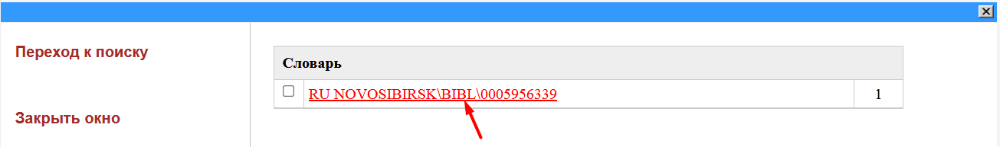 Переход к поиску
Закрыть окно
Словарь
RU NOVOSIBIRSK\BIBL\0005956339 1